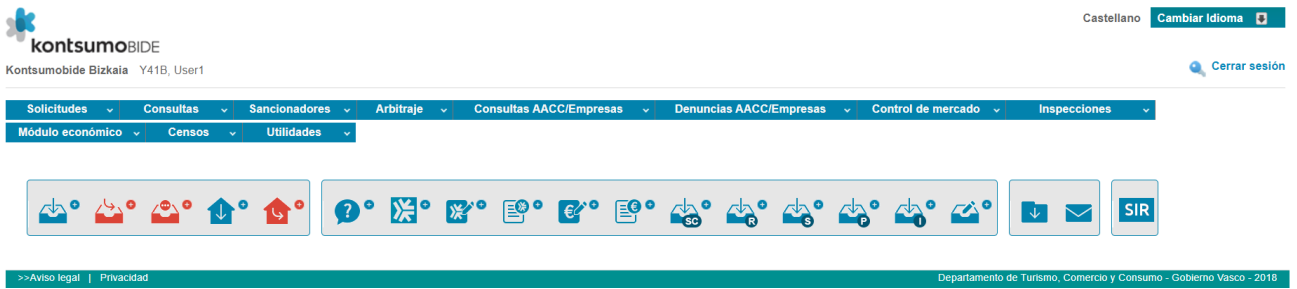 Castellano Cambiar Idioma
kontsumoBIDE
Kontsumobide Bizkaia Y41B, User1
Cerrar sesión
Solicitudes Consultas Sancionadores Arbitraje Consultas AACC/Empresas Denuncias AACC/Empresas Control de mercado Inspecciones
Módulo económico Censos Utilidades
? € € SC R S P I SIR
>>Aviso legal | Privacidad Departamento de Turismo, Comercio y Consumo - Gobierno Vasco - 2018